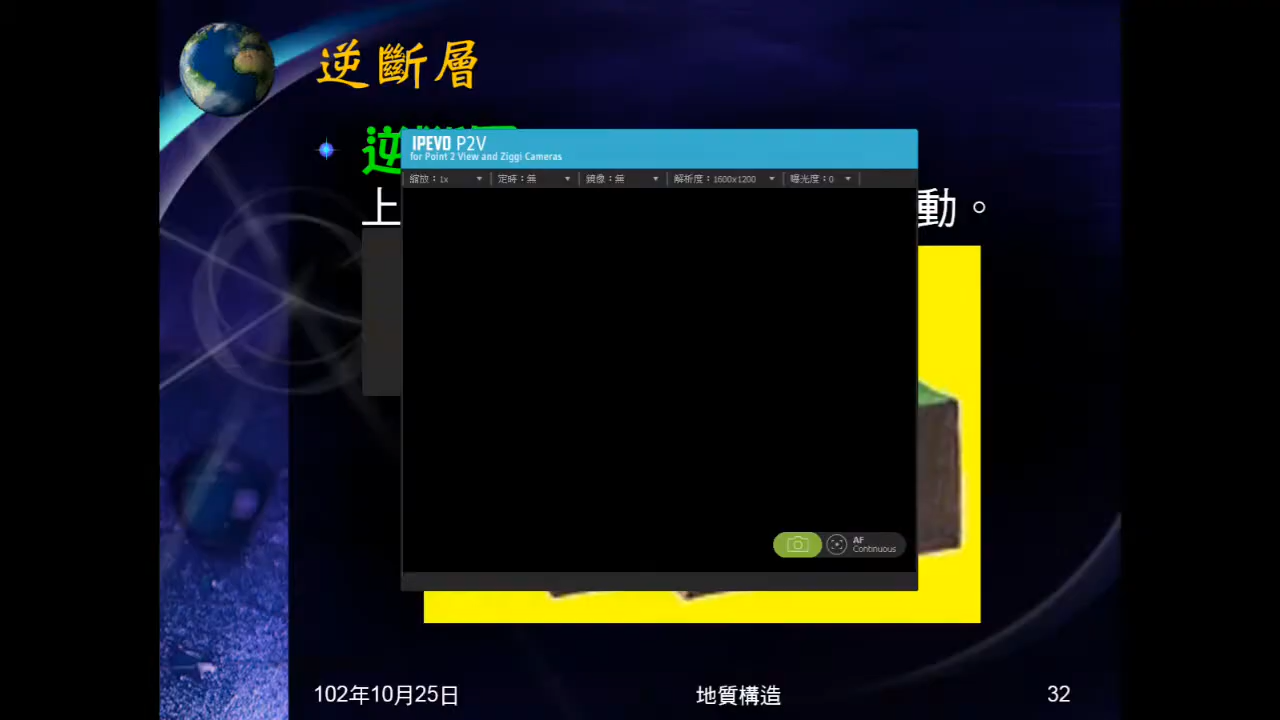 逆斷層
逆
IPEVO P2V
for Point 2 View and Ziggi Cameras
縮放：1x
定時：無
鏡像：無
解析度：1600x1200
曝光度：0
上
動。
AF
Continuous
102年10月25日
地質構造
32